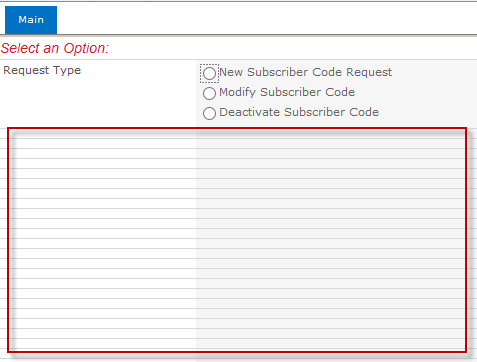 Main
Select an Option:
Request Type
New Subscriber Code Request
Modify Subscriber Code
Deactivate Subscriber Code